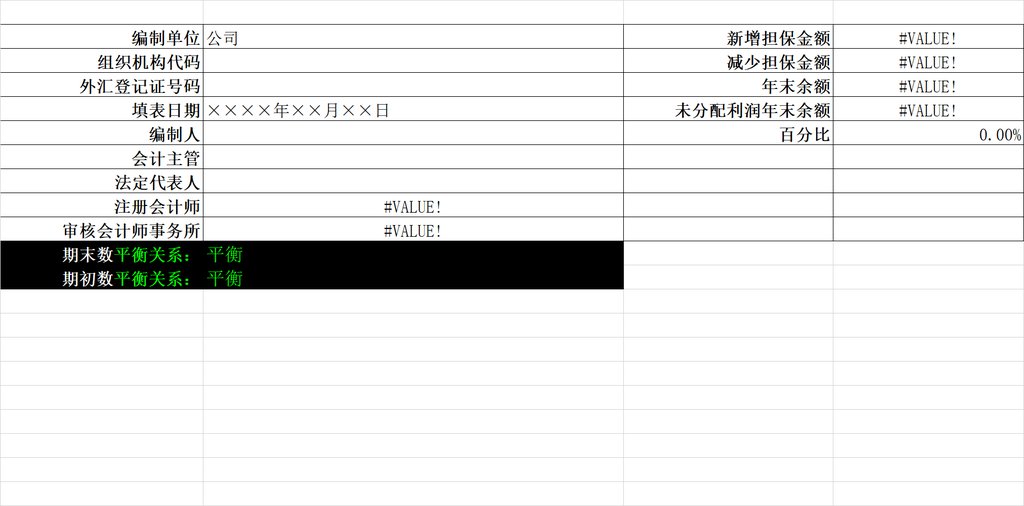 编制单位 公司 新增担保金额 #VALUE!
组织机构代码 减少担保金额 #VALUE!
外汇登记证号码 年末余额 #VALUE!
填表日期 ××××年××月××日 未分配利润年末余额 #VALUE!
编制人 百分比 0.00%
会计主管
法定代表人
注册会计师 #VALUE!
审核会计师事务所 #VALUE!
期末数平衡关系： 平衡
期初数平衡关系： 平衡